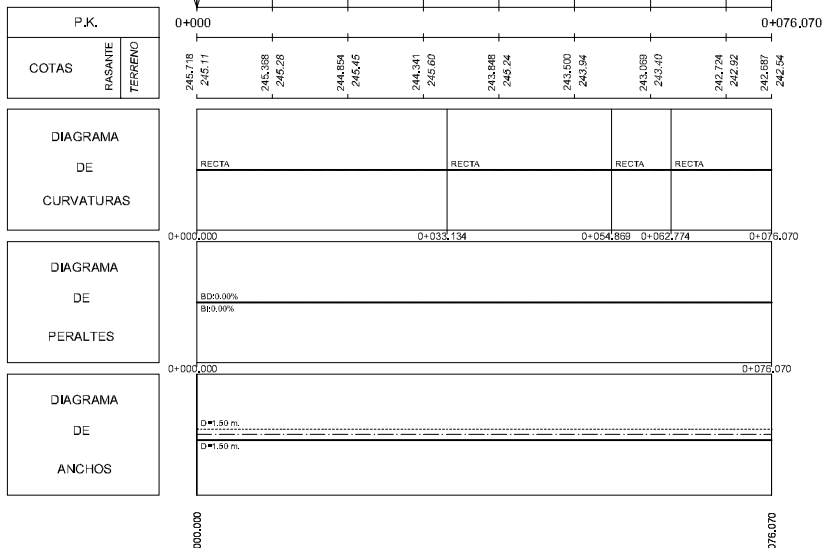 P.K.
0+000
0+076.070
COTAS
RASANTE
TERRENO
245.718
245.11
245.368
245.28
244.854
245.45
244.341
245.60
243.848
245.24
243.500
243.94
243.069
243.40
242.724
242.92
242.687
242.54
DIAGRAMA
DE
CURVATURAS
RECTA
RECTA
RECTA
RECTA
0+000.000
0+033.134
0+054.869
0+062.774
0+076.070
DIAGRAMA
DE
PERALTES
BD:0.00%
BI:0.00%
0+000.000
0+076.070
DIAGRAMA
DE
ANCHOS
D=1.50 m.
D=1.50 m.
000.000
076.070